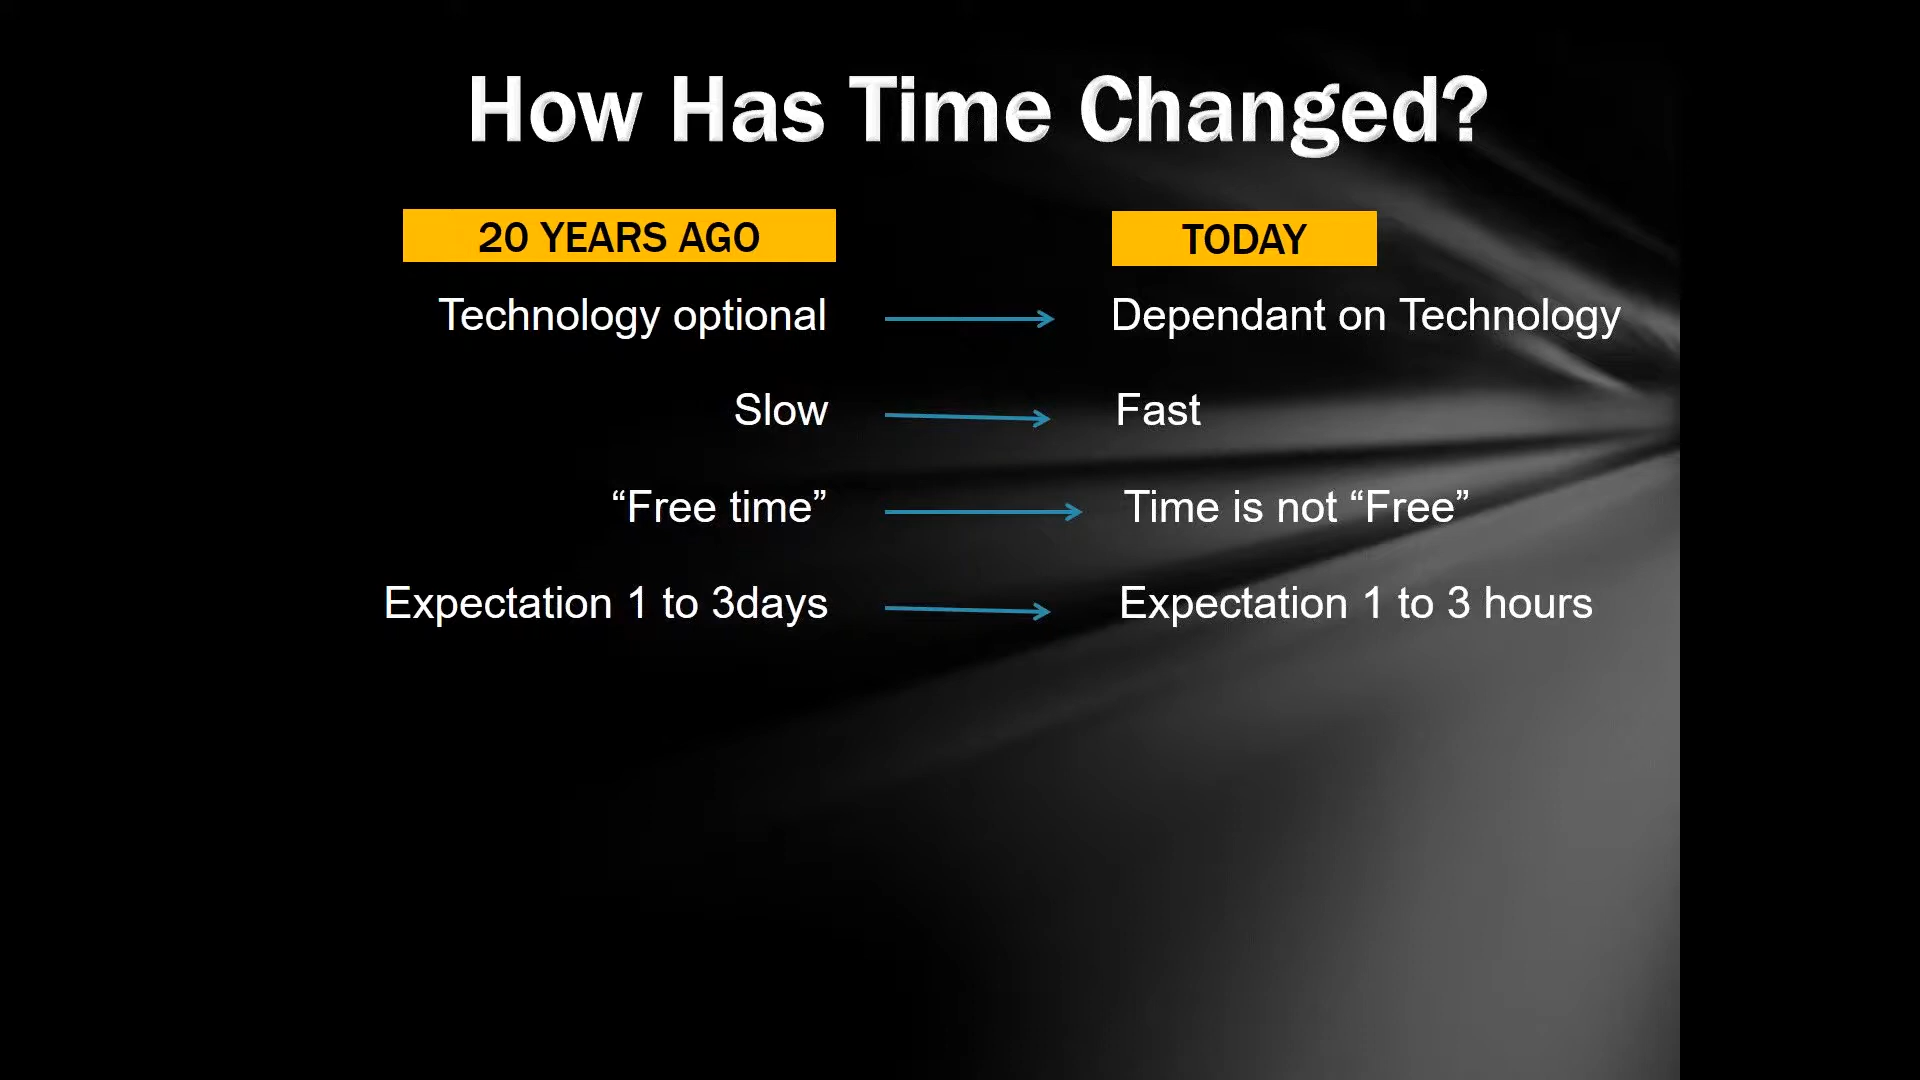 How Has Time Changed?
20 YEARS AGO
TODAY
Technology optional
Dependant on Technology
Slow
Fast
“Free time”
Time is not “Free”
Expectation 1 to 3days
Expectation 1 to 3 hours